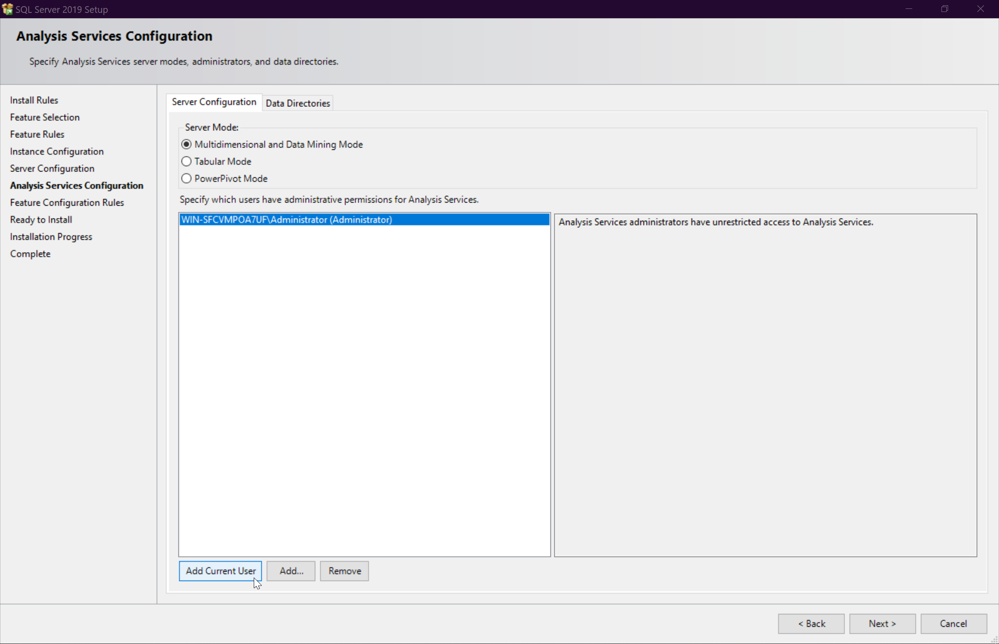 SQL Server 2019 Setup
Analysis Services Configuration
Specify Analysis Services server modes, administrators, and data directories.
Install Rules
Feature Selection
Feature Rules
Instance Configuration
Server Configuration
Analysis Services Configuration
Feature Configuration Rules
Ready to Install
Installation Progress
Complete
Server Configuration
Data Directories
Server Mode:
Multidimensional and Data Mining Mode
Tabular Mode
PowerPivot Mode
Specify which users have administrative permissions for Analysis Services.
WIN-SFCVMPOA7UF\Administrator (Administrator)
Analysis Services administrators have unrestricted access to Analysis Services.
Add Current User
Add...
Remove
< Back
Next >
Cancel